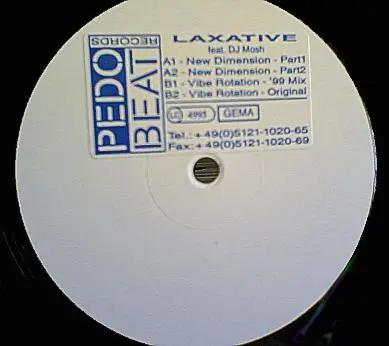 PEDO
BEAT
RECORDS
LAXATIVE
feat. DJ Mosh
A1 - New Dimension - Part1
A2 - New Dimension - Part2
B1 - Vibe Rotation - '99 Mix
B2 - Vibe Rotation - Original
LC 4993 GEMA
Tel.: + 49(0)5121-1020-65
Fax: + 49(0)5121-1020-69